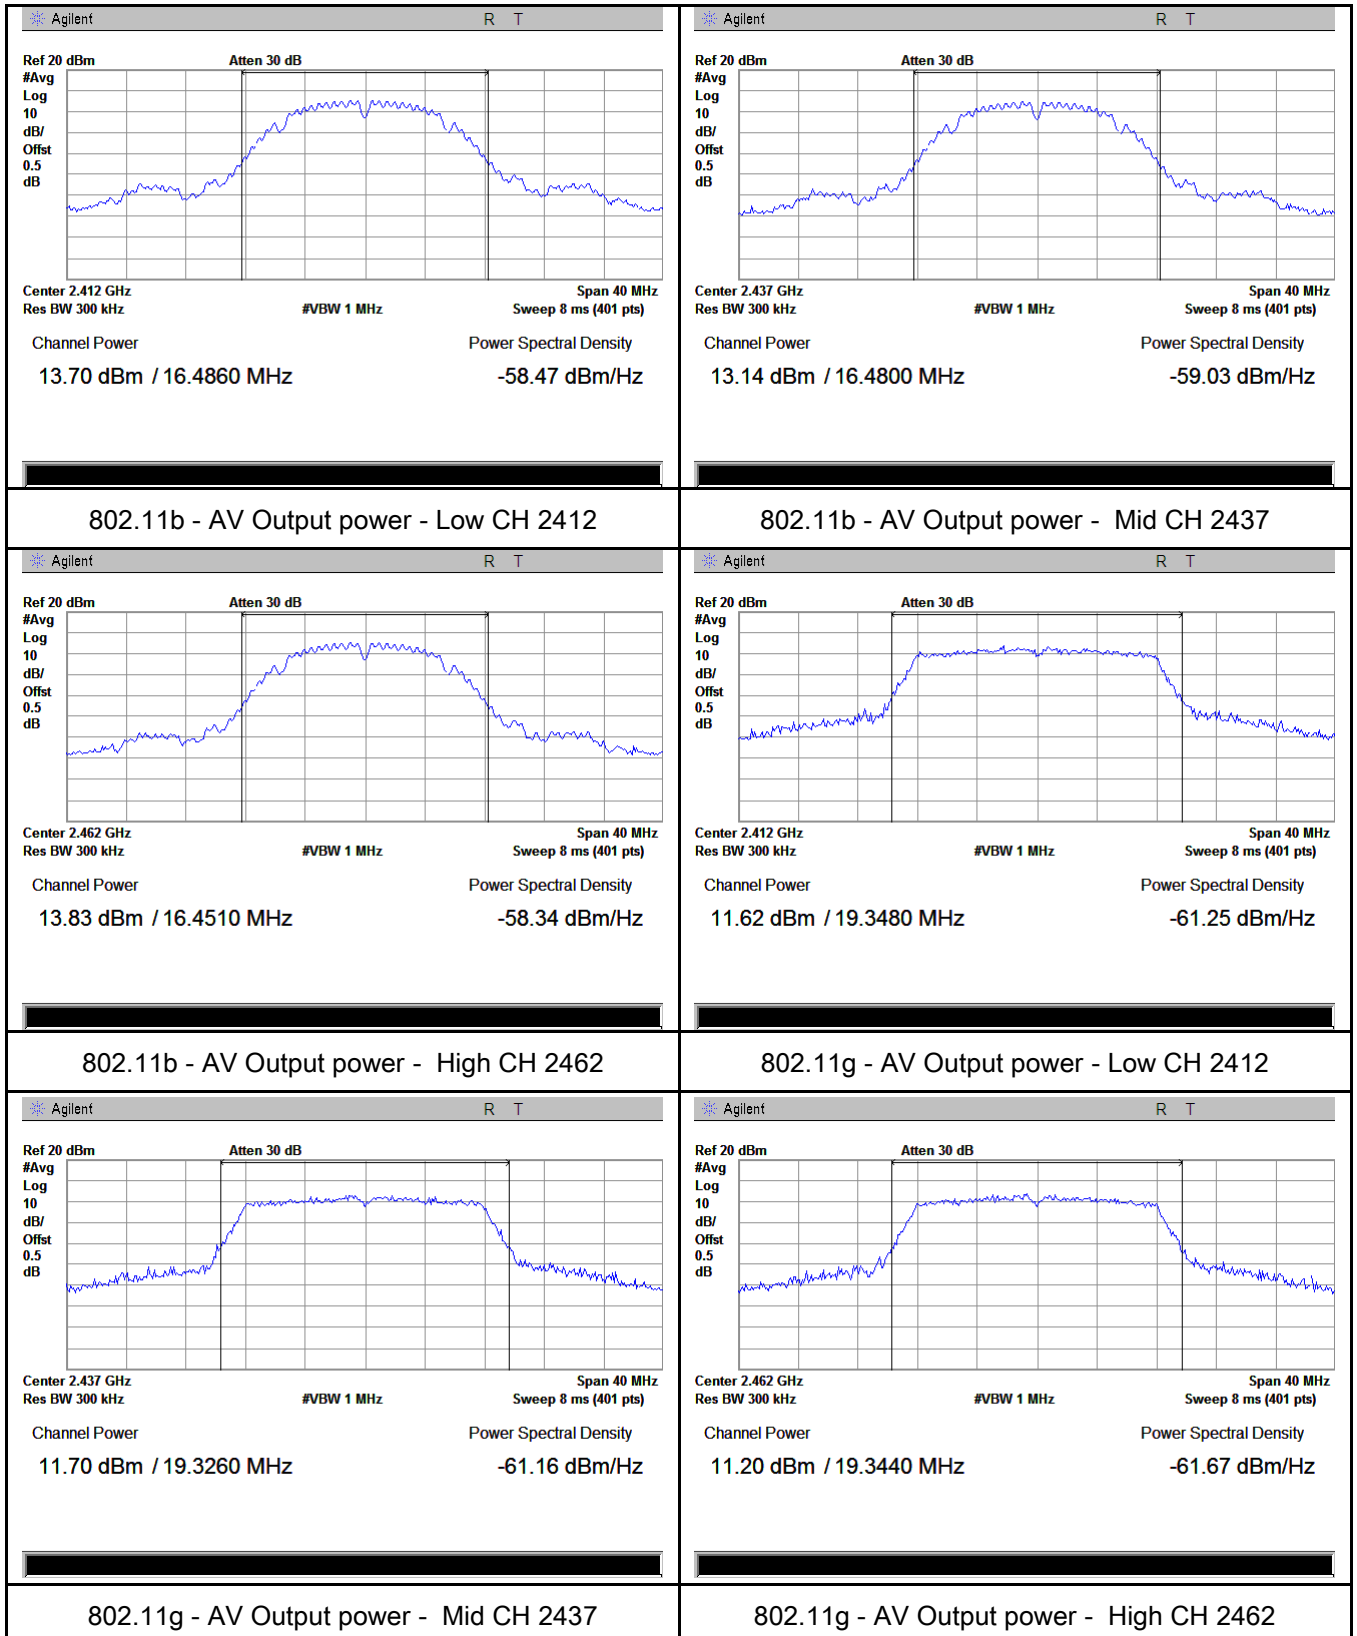 Agilent R T
Ref 20 dBm Atten 30 dB
#Avg
Log
10
dB/
Offst
0.5
dB
Center 2.412 GHz Span 40 MHz
Res BW 300 kHz #VBW 1 MHz Sweep 8 ms (401 pts)
Channel Power Power Spectral Density
13.70 dBm / 16.4860 MHz -58.47 dBm/Hz
802.11b - AV Output power - Low CH 2412
Agilent R T
Ref 20 dBm Atten 30 dB
#Avg
Log
10
dB/
Offst
0.5
dB
Center 2.437 GHz Span 40 MHz
Res BW 300 kHz #VBW 1 MHz Sweep 8 ms (401 pts)
Channel Power Power Spectral Density
13.14 dBm / 16.4800 MHz -59.03 dBm/Hz
802.11b - AV Output power - Mid CH 2437
Agilent R T
Ref 20 dBm Atten 30 dB
#Avg
Log
10
dB/
Offst
0.5
dB
Center 2.462 GHz Span 40 MHz
Res BW 300 kHz #VBW 1 MHz Sweep 8 ms (401 pts)
Channel Power Power Spectral Density
13.83 dBm / 16.4510 MHz -58.34 dBm/Hz
802.11b - AV Output power - High CH 2462
Agilent R T
Ref 20 dBm Atten 30 dB
#Avg
Log
10
dB/
Offst
0.5
dB
Center 2.412 GHz Span 40 MHz
Res BW 300 kHz #VBW 1 MHz Sweep 8 ms (401 pts)
Channel Power Power Spectral Density
11.62 dBm / 19.3480 MHz -61.25 dBm/Hz
802.11g - AV Output power - Low CH 2412
Agilent R T
Ref 20 dBm Atten 30 dB
#Avg
Log
10
dB/
Offst
0.5
dB
Center 2.437 GHz Span 40 MHz
Res BW 300 kHz #VBW 1 MHz Sweep 8 ms (401 pts)
Channel Power Power Spectral Density
11.70 dBm / 19.3260 MHz -61.16 dBm/Hz
802.11g - AV Output power - Mid CH 2437
Agilent R T
Ref 20 dBm Atten 30 dB
#Avg
Log
10
dB/
Offst
0.5
dB
Center 2.462 GHz Span 40 MHz
Res BW 300 kHz #VBW 1 MHz Sweep 8 ms (401 pts)
Channel Power Power Spectral Density
11.20 dBm / 19.3440 MHz -61.67 dBm/Hz
802.11g - AV Output power - High CH 2462